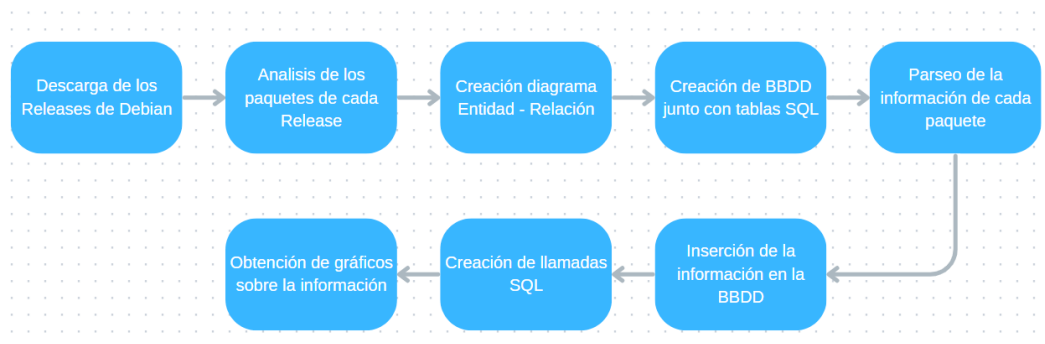 Descarga de los
Releases de Debian
Analisis de los
paquetes de cada
Release
Creación diagrama
Entidad - Relación
Creación de BBDD
junto con tablas SQL
Parseo de la
información de cada
paquete
Inserción de la
información en la
BBDD
Creación de llamadas
SQL
Obtención de gráficos
sobre la información